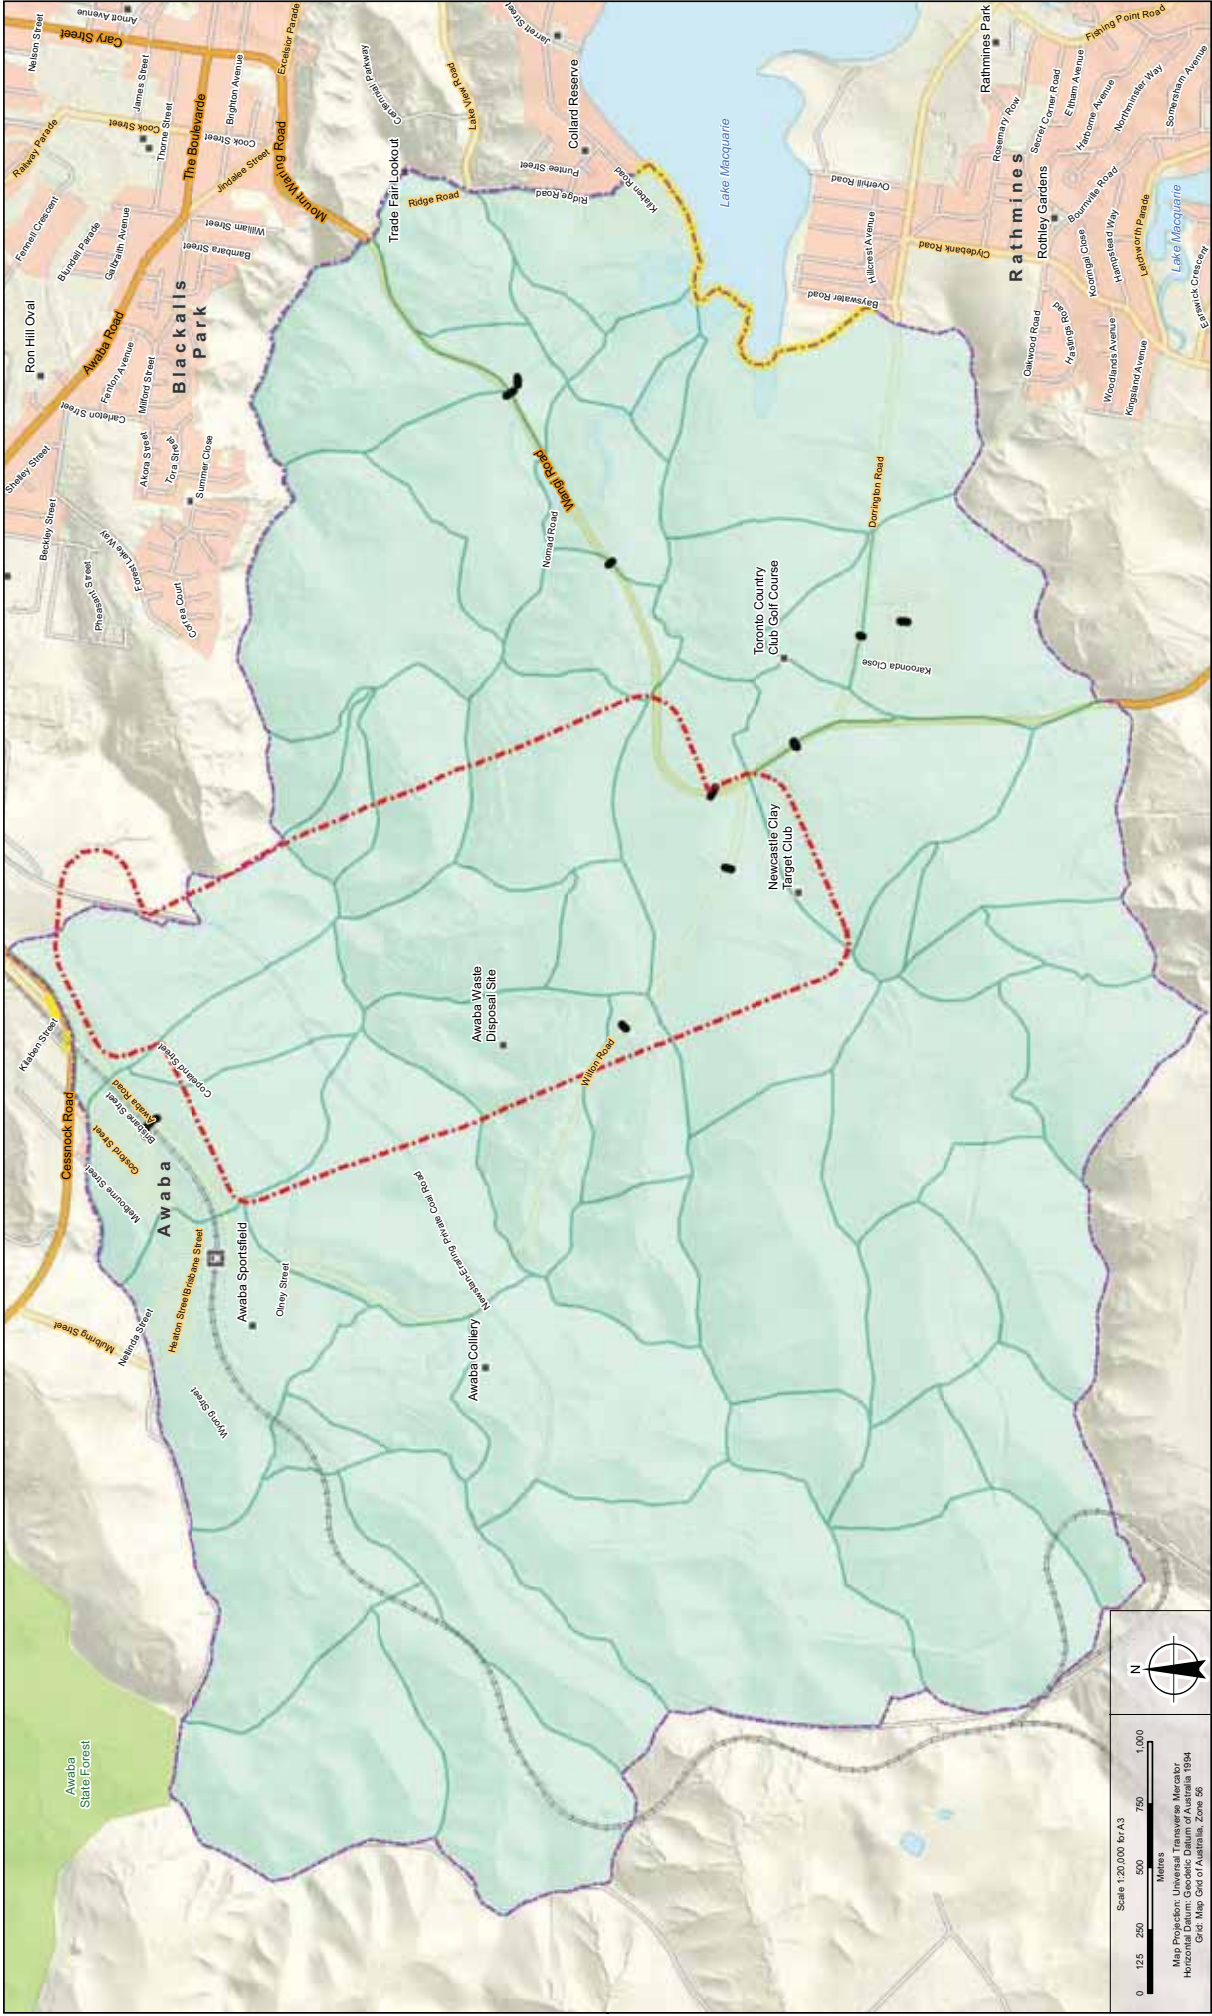 Nelson Street
Arnott Avenue
Cary Street
Excelsior Parade
Railway Parade
James Street
Cook Street
Thorne Street
Brighton Avenue
The Boulevarde
Cook Street
Jindalee Street
Mount Waring Road
Fennell Crescent
Blundell Parade
Galbraith Avenue
William Street
Bambara Street
Ron Hill Oval
Awaba Road
Blackalls
Park
Fenton Avenue
Milford Street
Carleton Street
Shelley Street
Akora Street
Tora Street
Summer Close
Beckley Street
Forest Lake Way
Pheasant Street
Correa Court
Centennial Parkway
Lake View Road
Jarrett Street
Collard Reserve
Trade Fair Lookout
Ridge Road
Puntee Street
Ridge Road
Kilaben Road
Lake Macquarie
Rathmines Park
Fishing Point Road
Rosemary Row
Secret Corner Road
Eltham Avenue
Harborne Avenue
Northminster Way
Somersham Avenue
Overhill Road
Rathmines
Rothley Gardens
Bournville Road
Hillcrest Avenue
Clydebank Road
Kooringal Close
Hampstead Way
Letchworth Parade
Lake Macquarie
Earswick Crescent
Bayswater Road
Oakwood Road
Hastings Road
Woodlands Avenue
Kingsland Avenue
Wangi Road
Nomad Road
Dorrington Road
Toronto Country
Club Golf Course
Karoonda Close
Newcastle Clay
Target Club
Awaba Waste
Disposal Site
Wilton Road
Kilaben Street
Cessnock Road
Copeland Street
Awaba Road
Brisbane Street
Gosford Street
Melbourne Street
Awaba
Heaton Street
Brisbane Street
Awaba Sportsfield
Olney Street
Newstan-Eraring Private Coal Road
Awaba Colliery
Mulbring Street
Nellinda Street
Wyong Street
Awaba
State Forest
N
Scale 1:20,000 for A3
0 125 250 500 750 1,000
Metres
Map Projection: Universal Transverse Mercator
Horizontal Datum: Geodetic Datum of Australia 1994
Grid: Map Grid of Australia, Zone 56